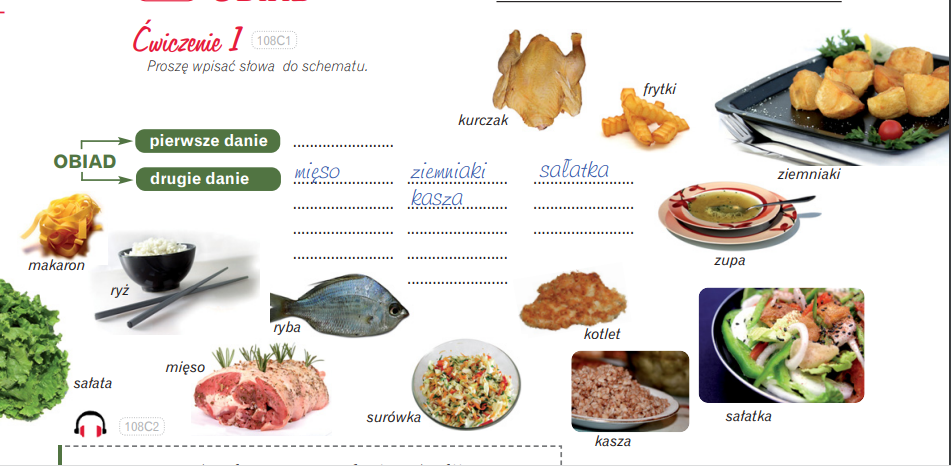 OBIAD
Ćwiczenie 1 108C1
Proszę wpisać słowa do schematu.
kurczak
frytki
ziemniaki
OBIAD
pierwsze danie ........................
drugie danie mięso ziemniaki sałatka
kasza
makaron
ryż
zupa
ryba
kotlet
sałata
mięso
surówka
kasza
sałatka
108C2